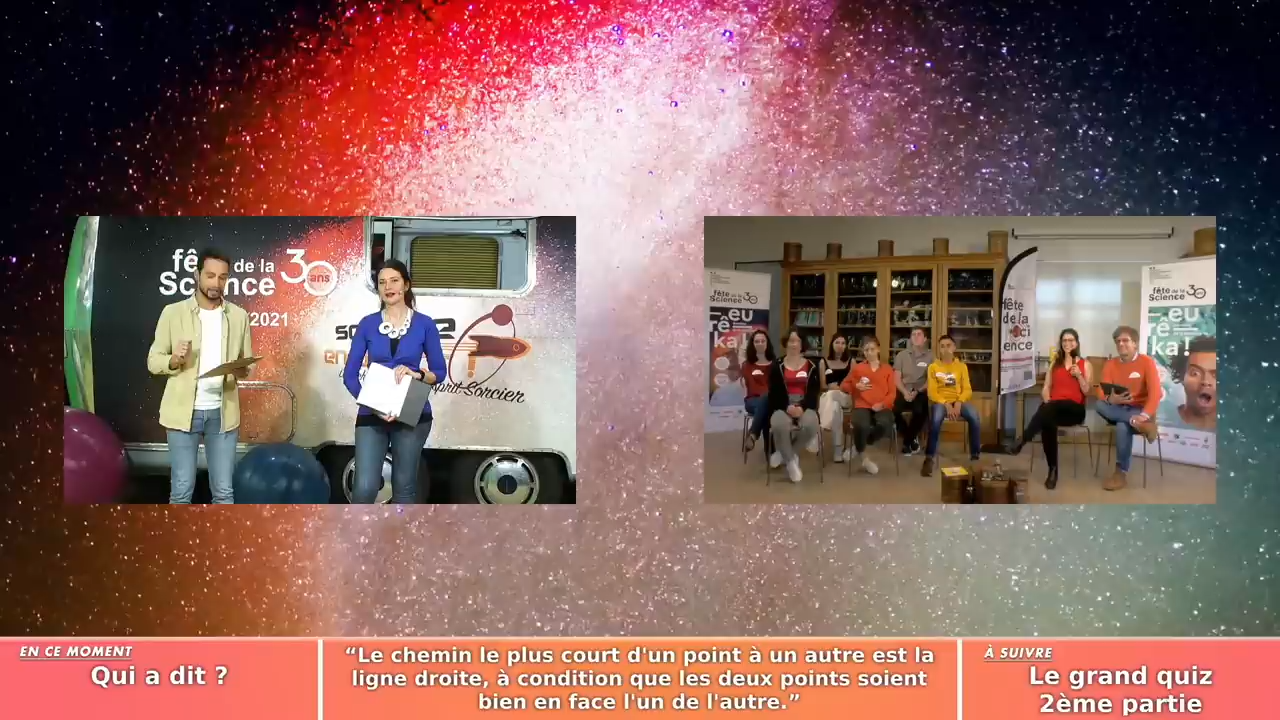 fête de la
Science
30
ans
2021
Esprit Sorcier
fête de la
Science
30
eu
rê
ka!
fête
de la
sci
ence
fête de la
Science
30
eu
rê
ka!
EN CE MOMENT
Qui a dit ?
“Le chemin le plus court d'un point à un autre est la
ligne droite, à condition que les deux points soient
bien en face l'un de l'autre.”
À SUIVRE
Le grand quiz
2ème partie